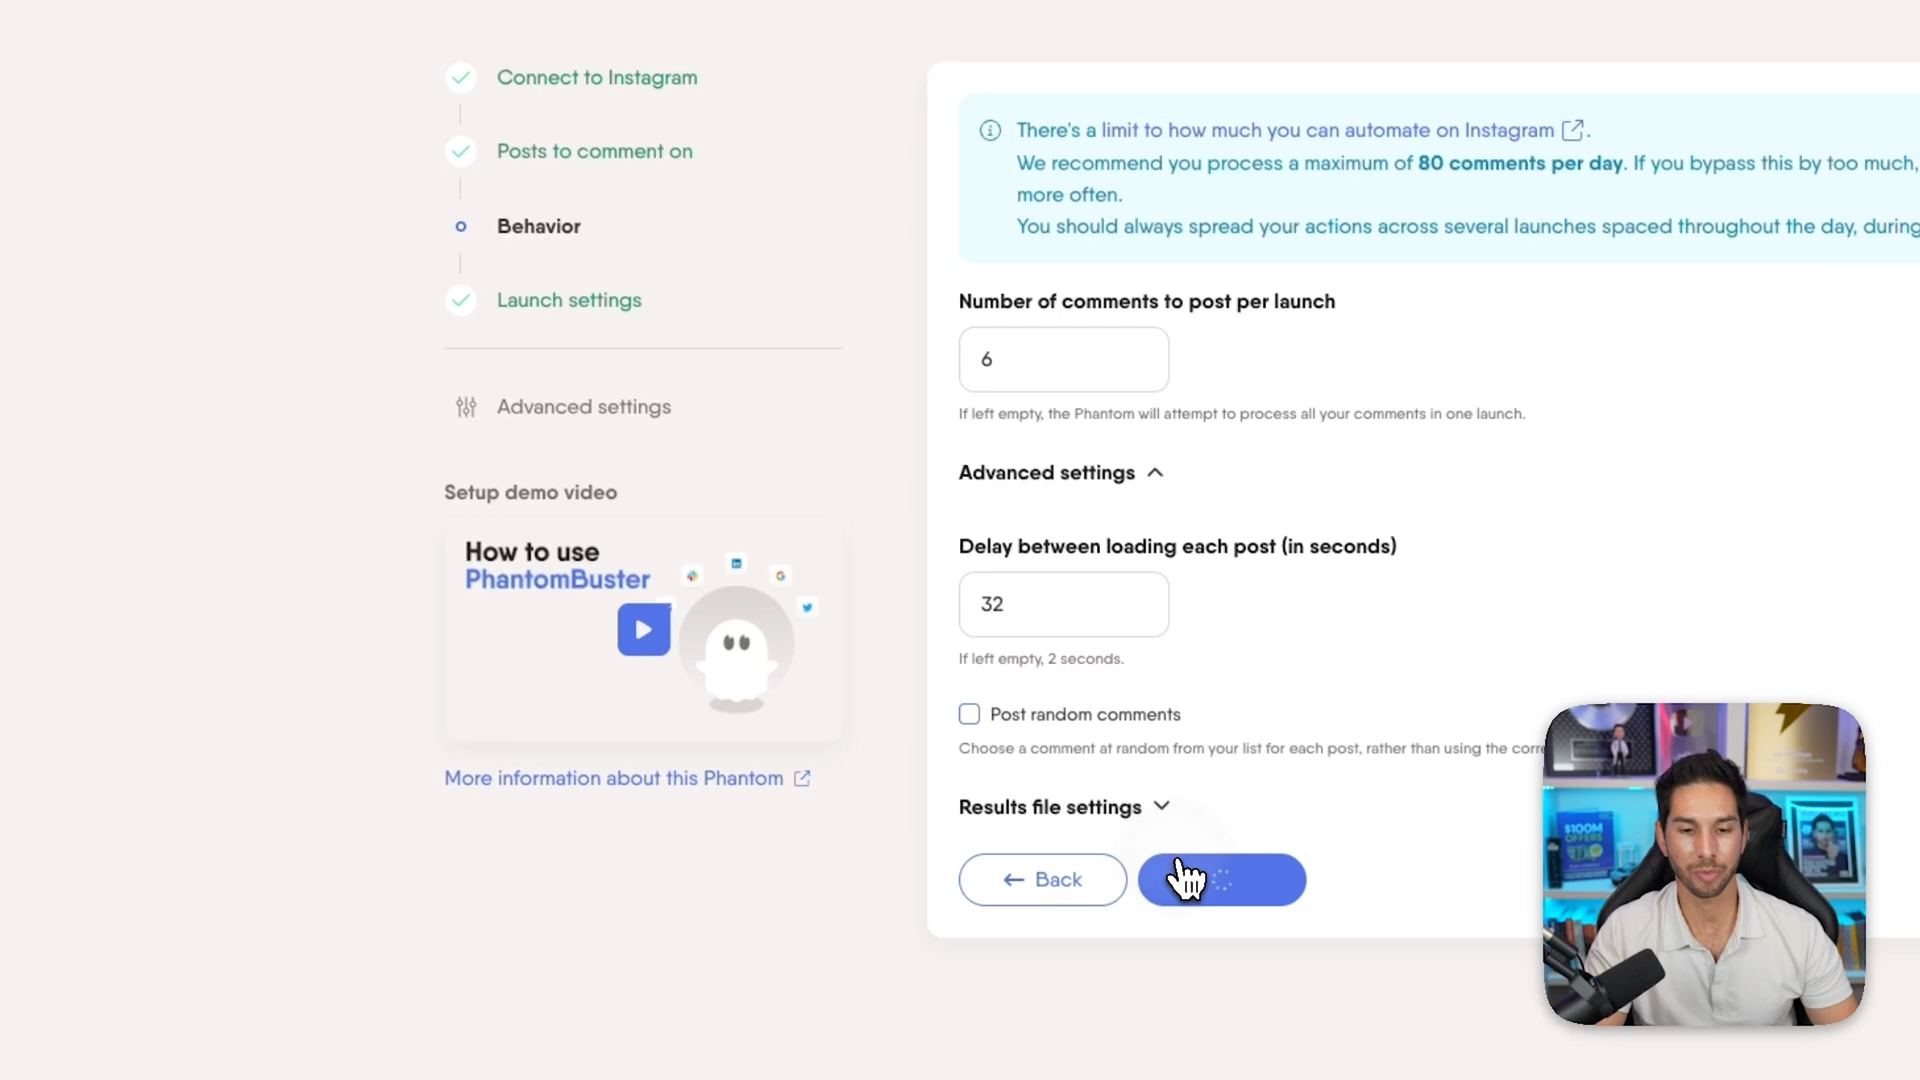 Connect to Instagram
Posts to comment on
Behavior
Launch settings
Advanced settings
Setup demo video
How to use
PhantomBuster
More information about this Phantom
There's a limit to how much you can automate on Instagram.
We recommend you process a maximum of 80 comments per day. If you bypass this by too much,
more often.
You should always spread your actions across several launches spaced throughout the day, during
Number of comments to post per launch
6
If left empty, the Phantom will attempt to process all your comments in one launch.
Advanced settings
Delay between loading each post (in seconds)
32
If left empty, 2 seconds.
Post random comments
Choose a comment at random from your list for each post, rather than using the corre
Results file settings
← Back
$100M
OFFERS